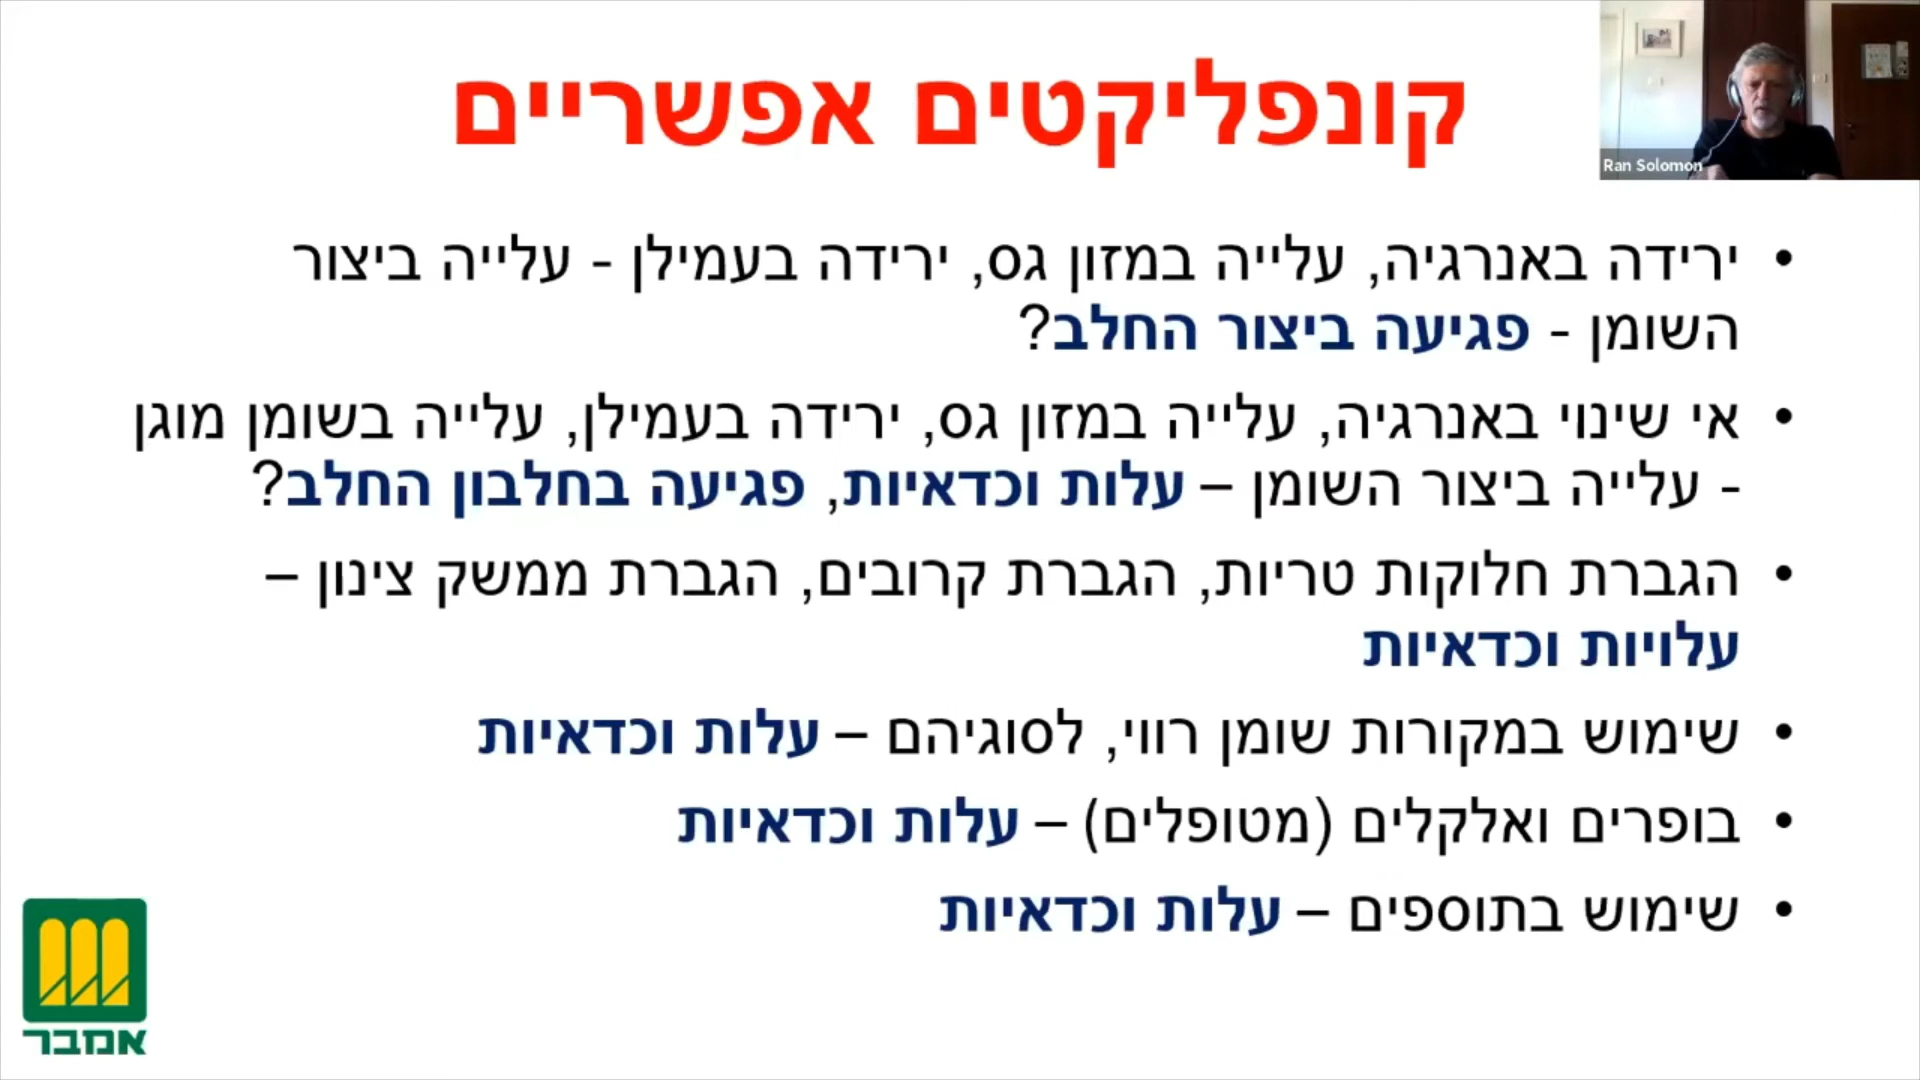 קונפליקטים אפשריים
Ran Solomon
• ירידה באנרגיה, עלייה במזון גס, ירידה בעמילן - עלייה ביצור
השומן - פגיעה ביצור החלב?
• אי שינוי באנרגיה, עלייה במזון גס, ירידה בעמילן, עלייה בשומן מוגן
- עלייה ביצור השומן – עלות וכדאיות, פגיעה בחלבון החלב?
• הגברת חלוקות טריות, הגברת קרובים, הגברת ממשק צינון –
עלויות וכדאיות
• שימוש במקורות שומן רווי, לסוגיהם – עלות וכדאיות
• בופרים ואלקלים (מטופלים) – עלות וכדאיות
• שימוש בתוספים – עלות וכדאיות
אמבר